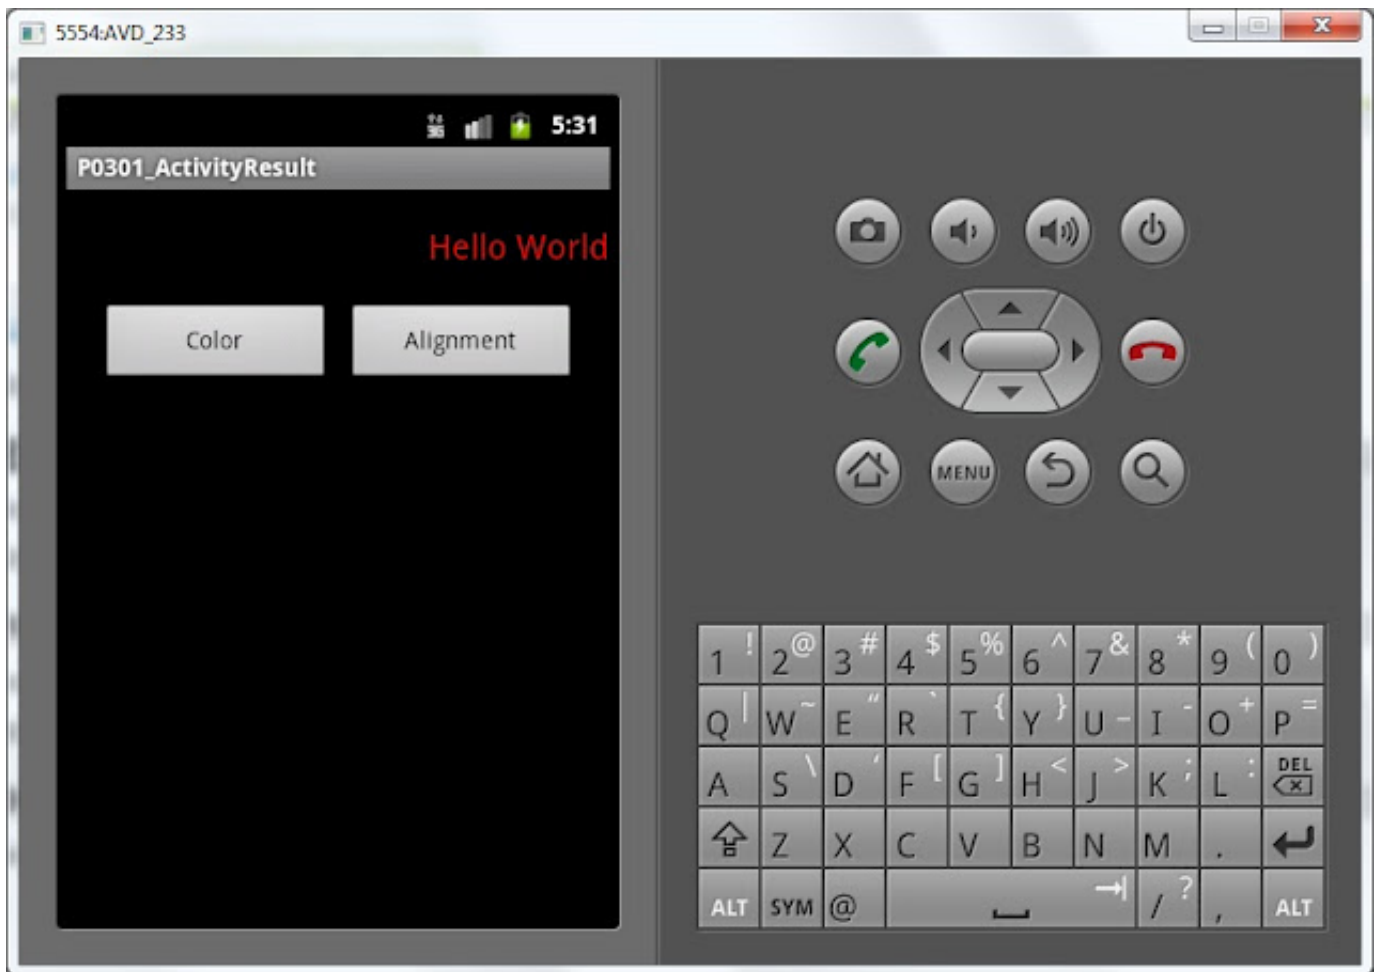 5554:AVD_233
3G 5:31
P0301_ActivityResult
Hello World
Color Alignment
MENU
1 ! 2 @ 3 # 4 $ 5 % 6 ^ 7 & 8 * 9 ( 0 )
Q | W ~ E " R ` T { Y } U _ I - O + P =
A S \ D ' F [ G ] H < J > K ; L : DEL
Z X C V B N M .
ALT SYM @ / ? , ALT